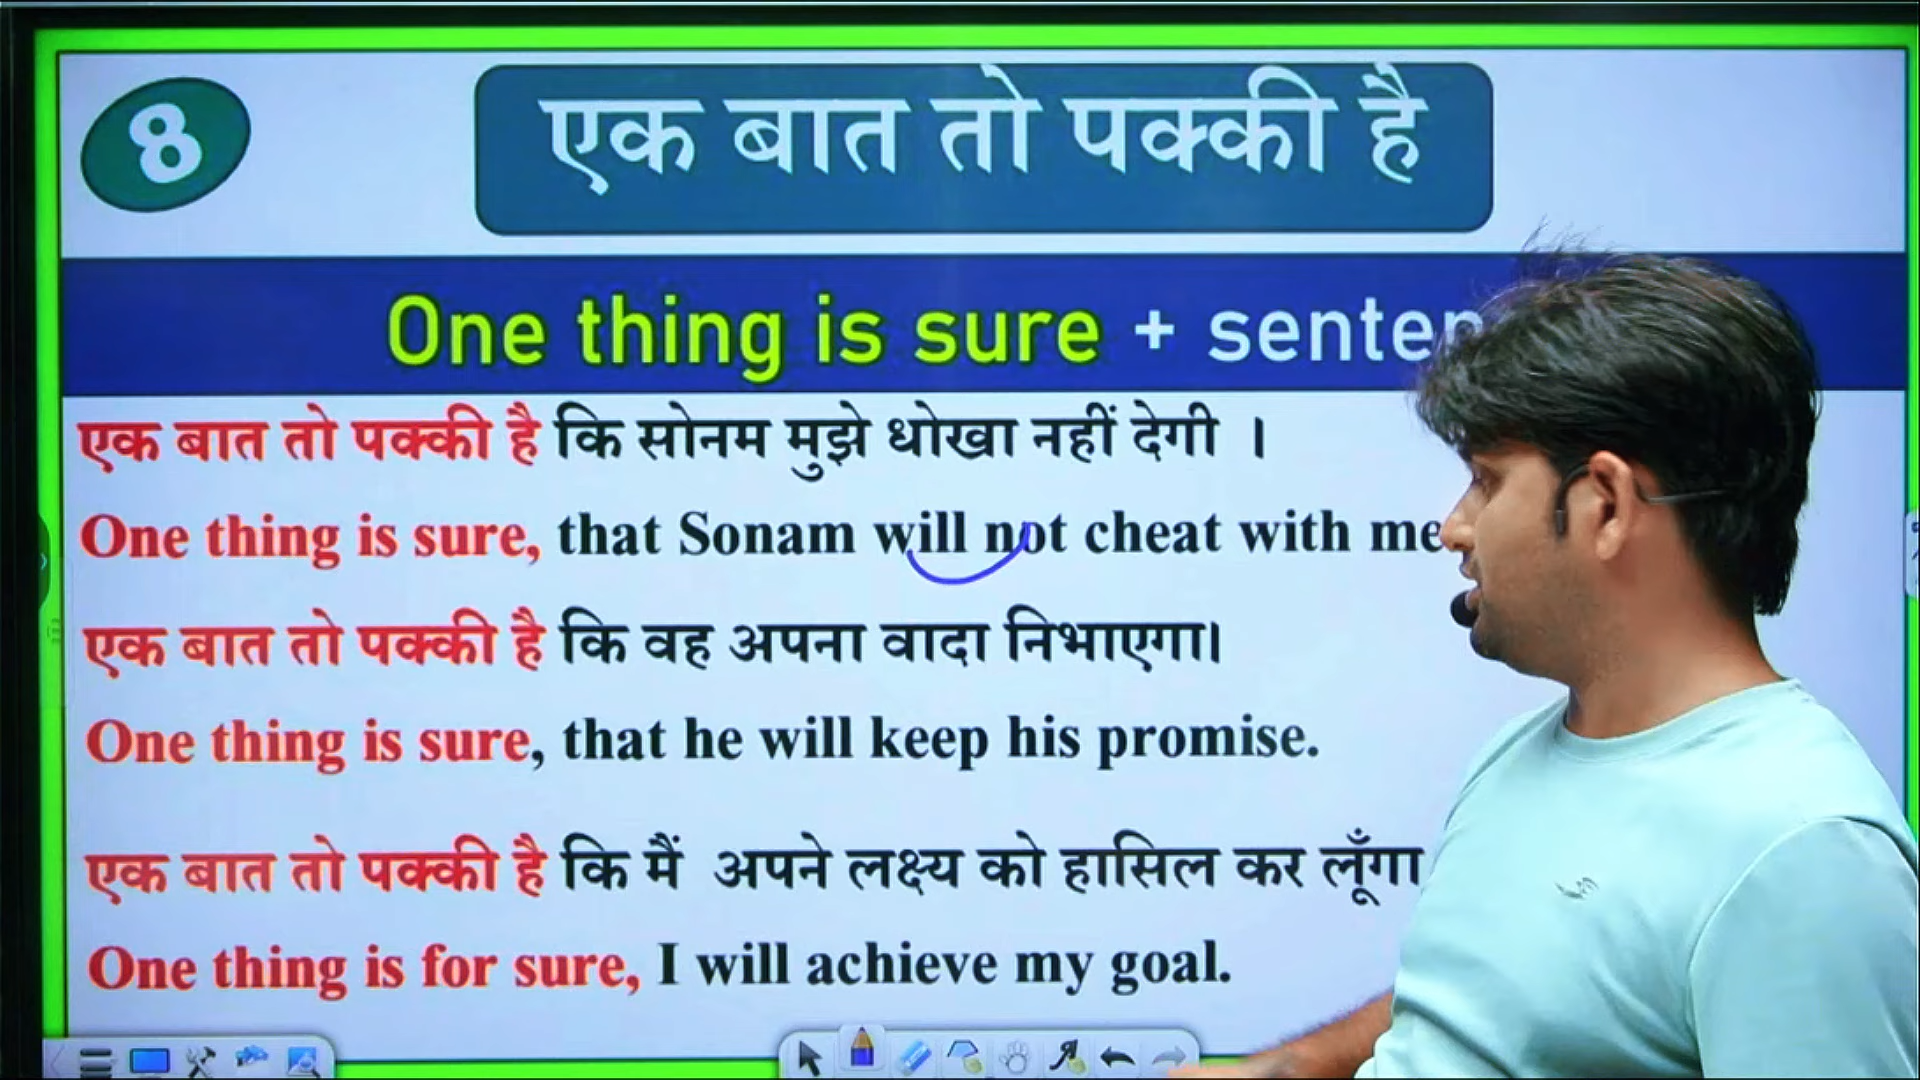 8
एक बात तो पक्की है
One thing is sure + senten
एक बात तो पक्की है कि सोनम मुझे धोखा नहीं देगी ।
One thing is sure, that Sonam will not cheat with me
एक बात तो पक्की है कि वह अपना वादा निभाएगा।
One thing is sure, that he will keep his promise.
एक बात तो पक्की है कि मैं अपने लक्ष्य को हासिल कर लूँगा
One thing is for sure, I will achieve my goal.